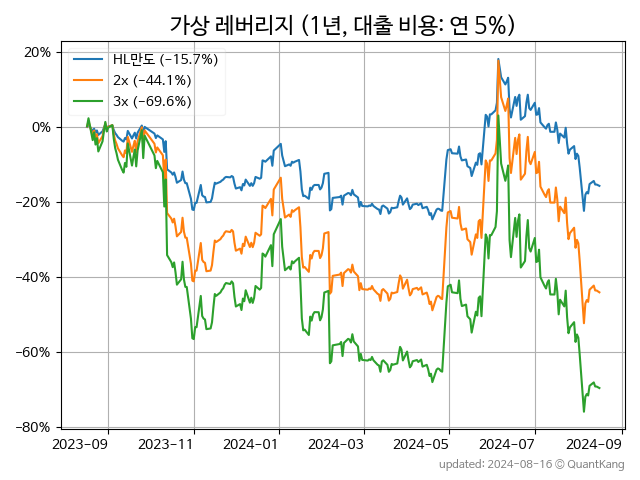 가상 레버리지 (1년, 대출 비용: 연 5%)
HL만도 (−15.7%)
2x (−44.1%)
3x (−69.6%)
20%
0%
−20%
−40%
−60%
−80%
2023-09 2023-11 2024-01 2024-03 2024-05 2024-07 2024-09
updated: 2024-08-16 © QuantKang